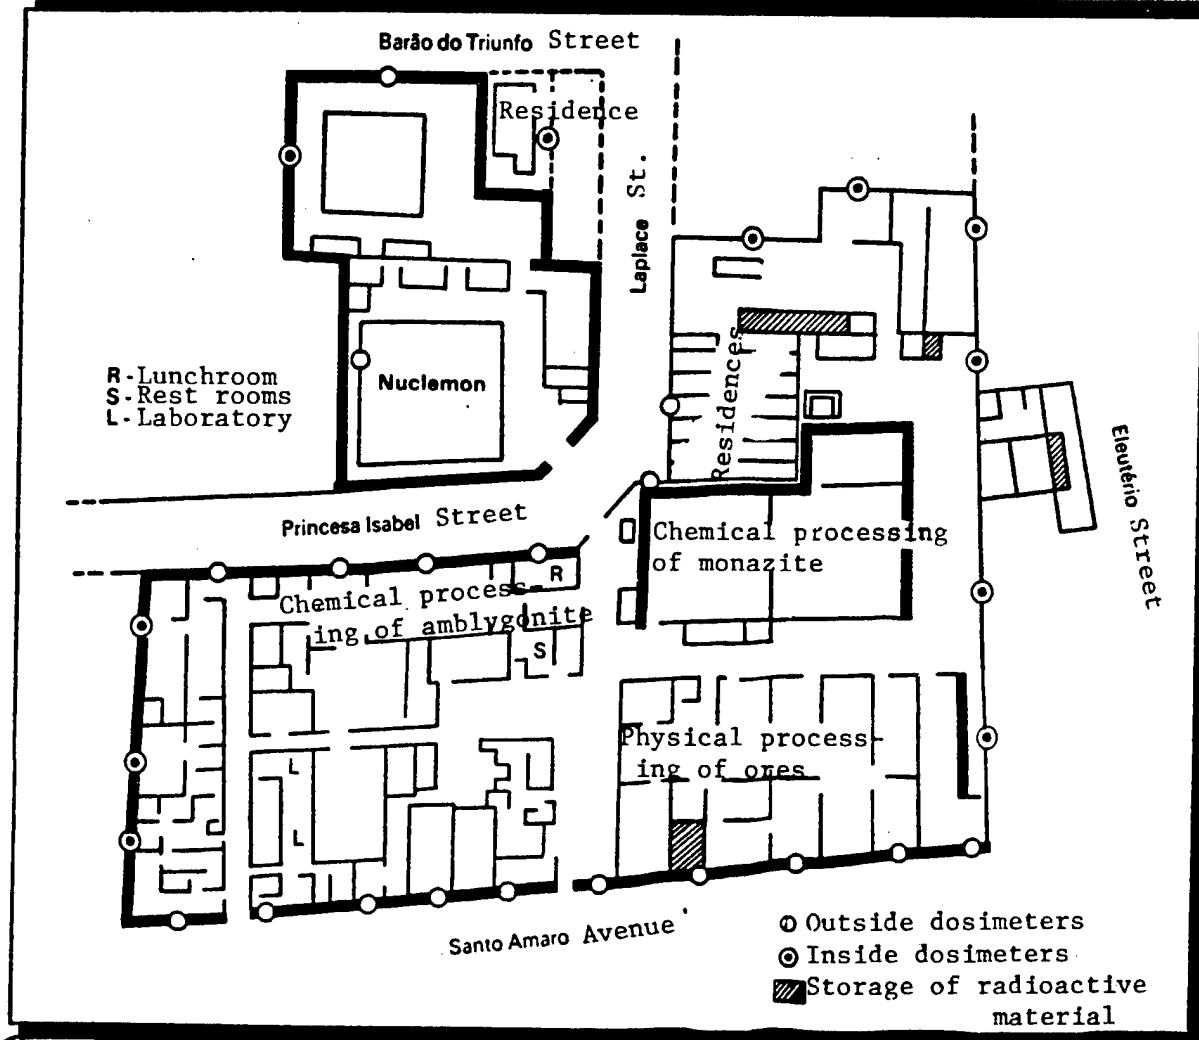 Barão do Triunfo Street
Residence
Laplace St.
R-Lunchroom
S-Rest rooms
L-Laboratory
Nuclemon
Residences
Eleutério Street
Princesa Isabel Street
Chemical processing
of monazite
R
Chemical process-
ing of amblygonite
S
Physical process-
ing of ores
L
L
Santo Amaro Avenue
Outside dosimeters
Inside dosimeters
Storage of radioactive
material